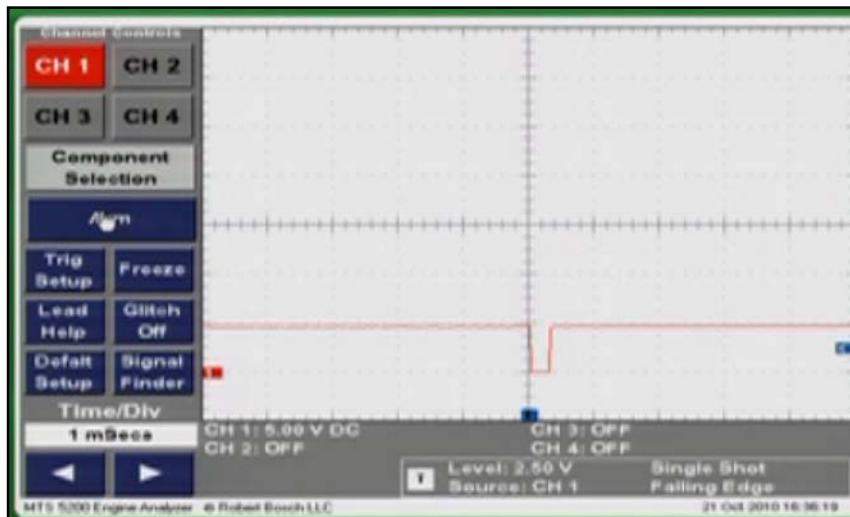 Channel Controls
CH 1 CH 2
CH 3 CH 4
Component
Selection
Trig
Setup
Freeze
Lead
Help
Glitch
Off
Defalt
Setup
Signal
Finder
Time/Div
1 mSecs
CH 1: 5.00 V DC
CH 2: OFF
CH 3: OFF
CH 4: OFF
T
Level: 2.50 V
Source: CH 1
Single Shot
Falling Edge
MTS 5200 Engine Analyzer © Robert Bosch LLC
21 Oct 2010 16:36:19